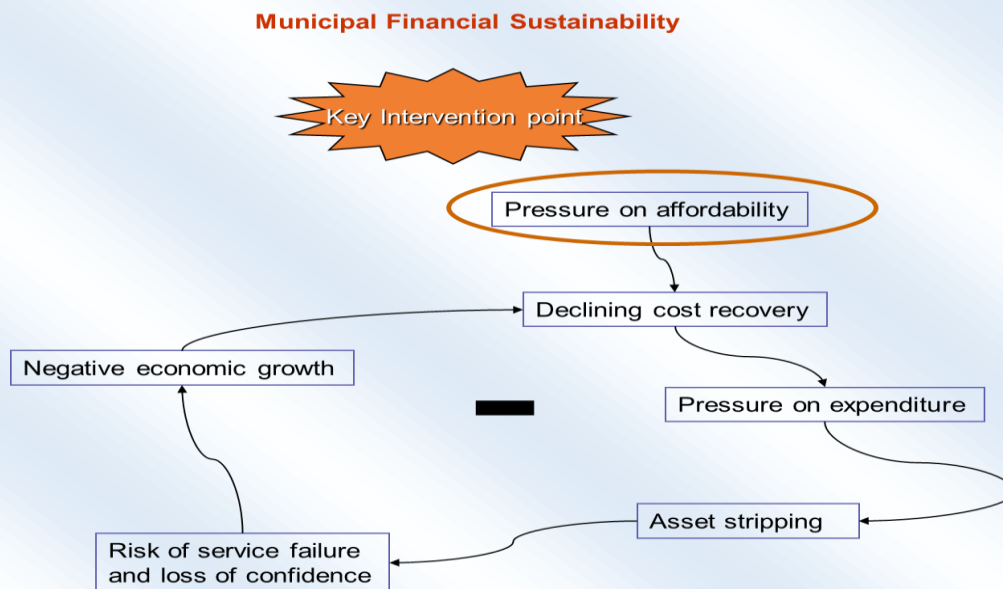 Municipal Financial Sustainability
Key Intervention point
Pressure on affordability
Declining cost recovery
Negative economic growth
Pressure on expenditure
Asset stripping
Risk of service failure
and loss of confidence